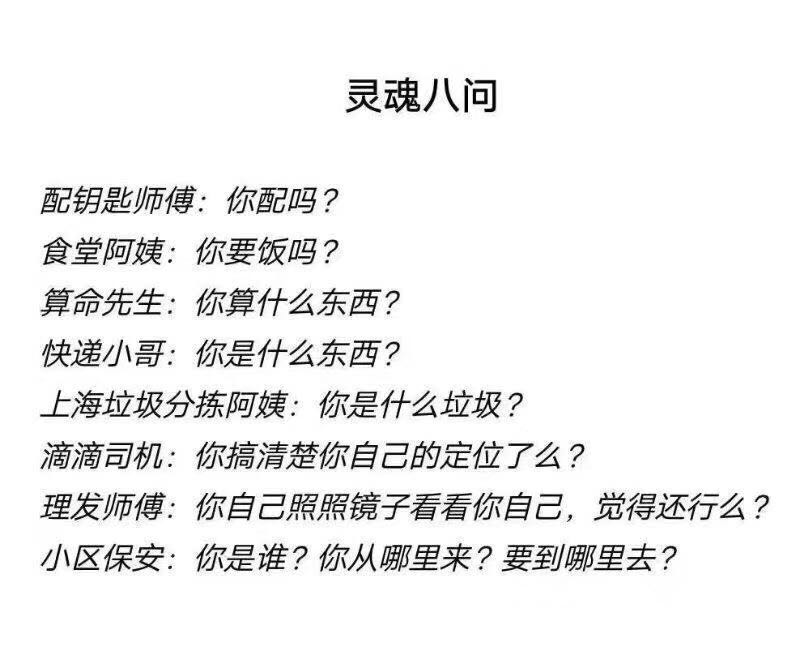 灵魂八问
配钥匙师傅：你配吗？
食堂阿姨：你要饭吗？
算命先生：你算什么东西？
快递小哥：你是什么东西？
上海垃圾分拣阿姨：你是什么垃圾？
滴滴司机：你搞清楚你自己的定位了么？
理发师傅：你自己照照镜子看看你自己，觉得还行么？
小区保安：你是谁？你从哪里来？要到哪里去？